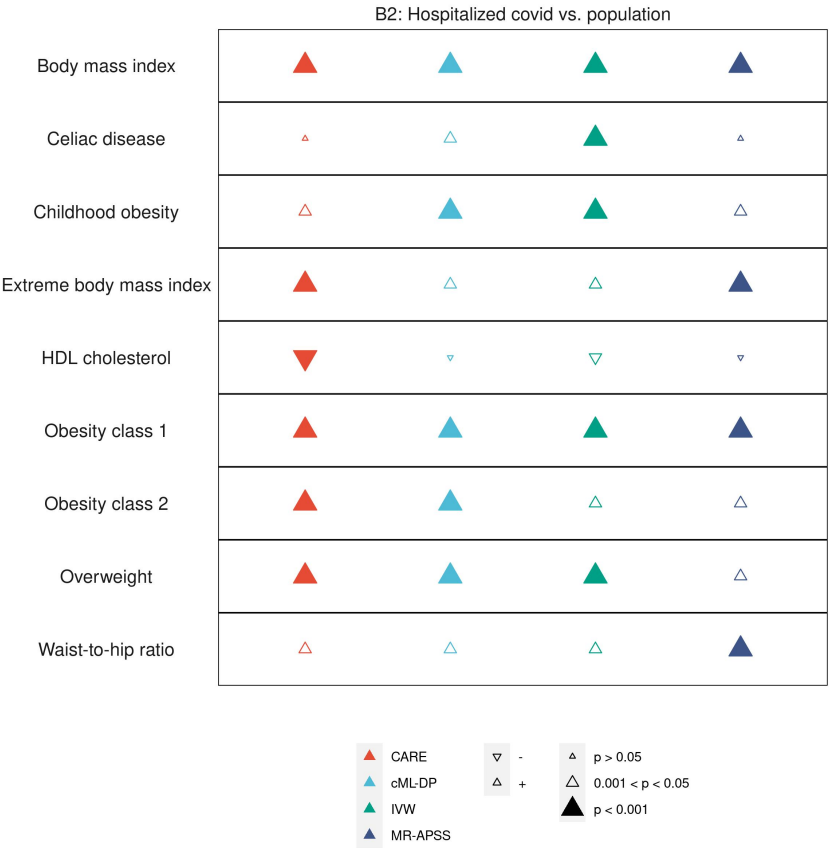 B2: Hospitalized covid vs. population
Body mass index
Celiac disease
Childhood obesity
Extreme body mass index
HDL cholesterol
Obesity class 1
Obesity class 2
Overweight
Waist-to-hip ratio
CARE
cML-DP
IVW
MR-APSS
-
+
p > 0.05
0.001 < p < 0.05
p < 0.001